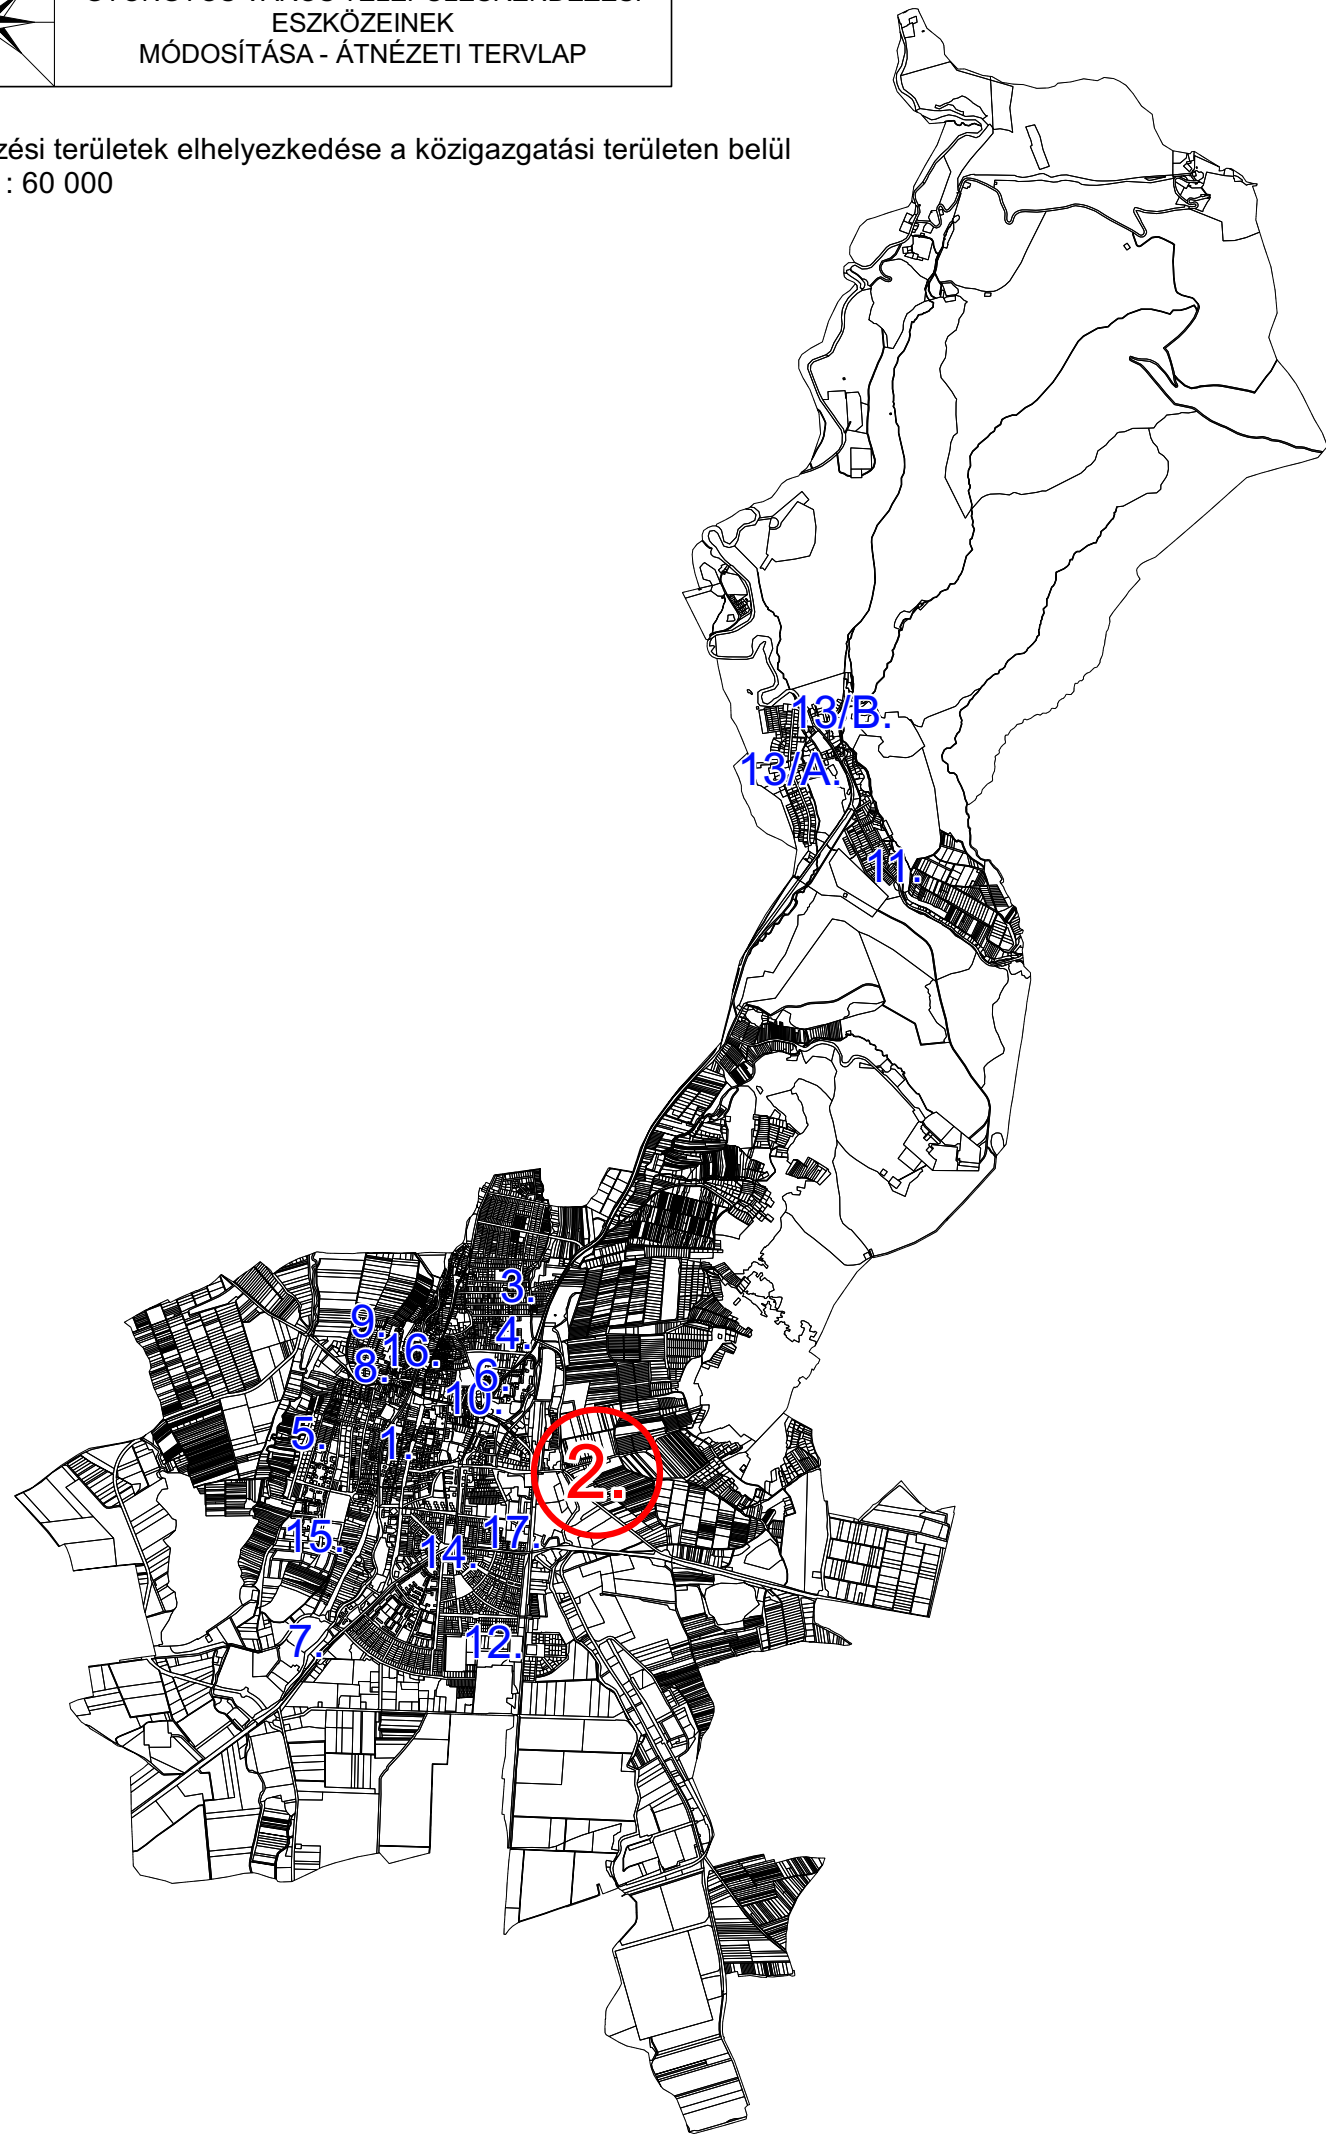 ESZKÖZEINEK
MÓDOSÍTÁSA - ÁTNÉZETI TERVLAP
zési területek elhelyezkedése a közigazgatási területen belül
: 60 000
13/B.
13/A.
11.
3.
9.
4.
16.
8.
6.
10.
5.
1.
2.
17.
15.
14.
7.
12.